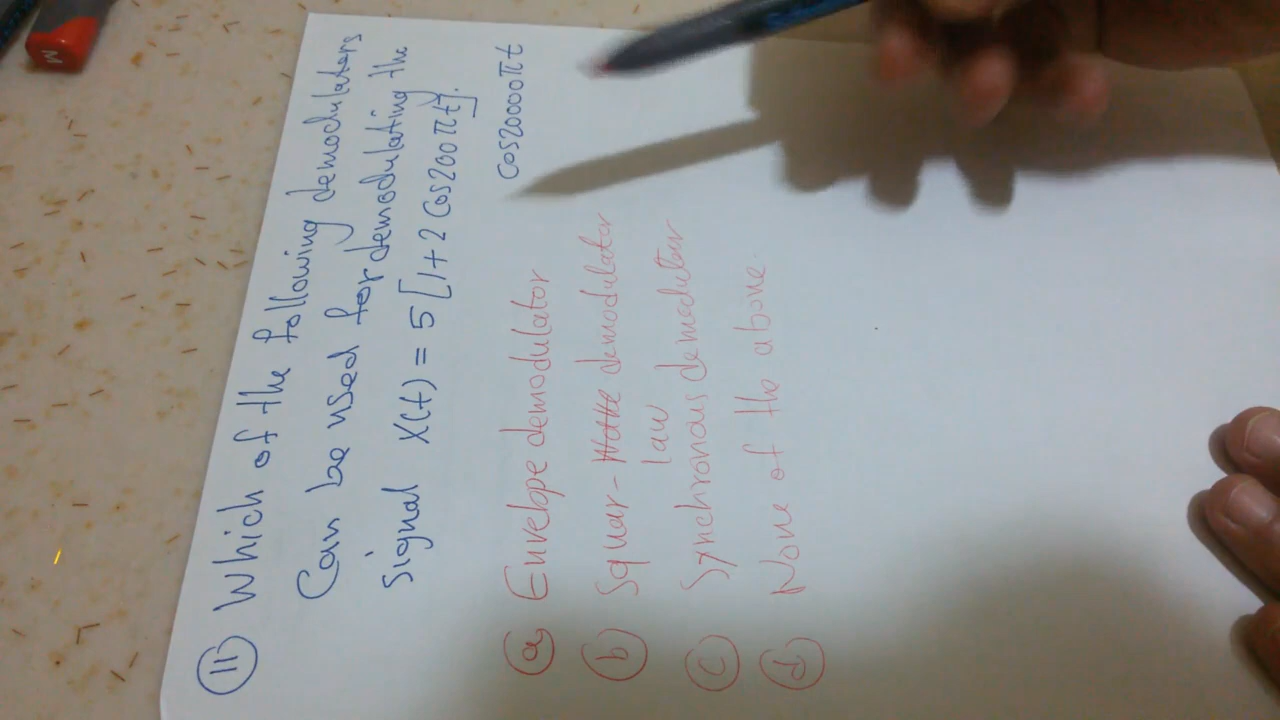 11 Which of the following demodulators
Can be used for demodulating the
signal X(t) = 5 [1+2 Cos200πt].
Cos20000πt
a Envelope demodulator
b Squar - demodulator
law
c Synchronous demodultor
d None of the above.
M